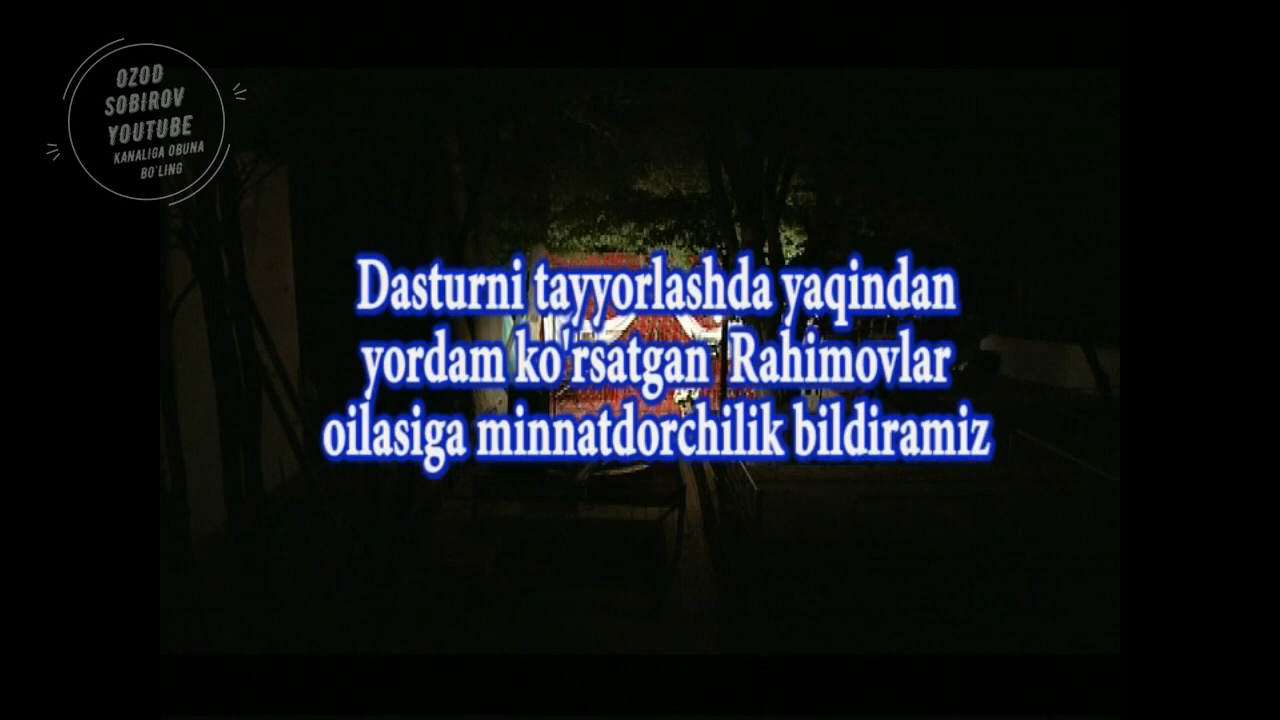 OZOD
SOBIROV
YOUTUBE
KANALIGA OBUNA
BO'LING
Dasturni tayyorlashda yaqindan
yordam ko'rsatgan Rahimovlar
oilasiga minnatdorchilik bildiramiz